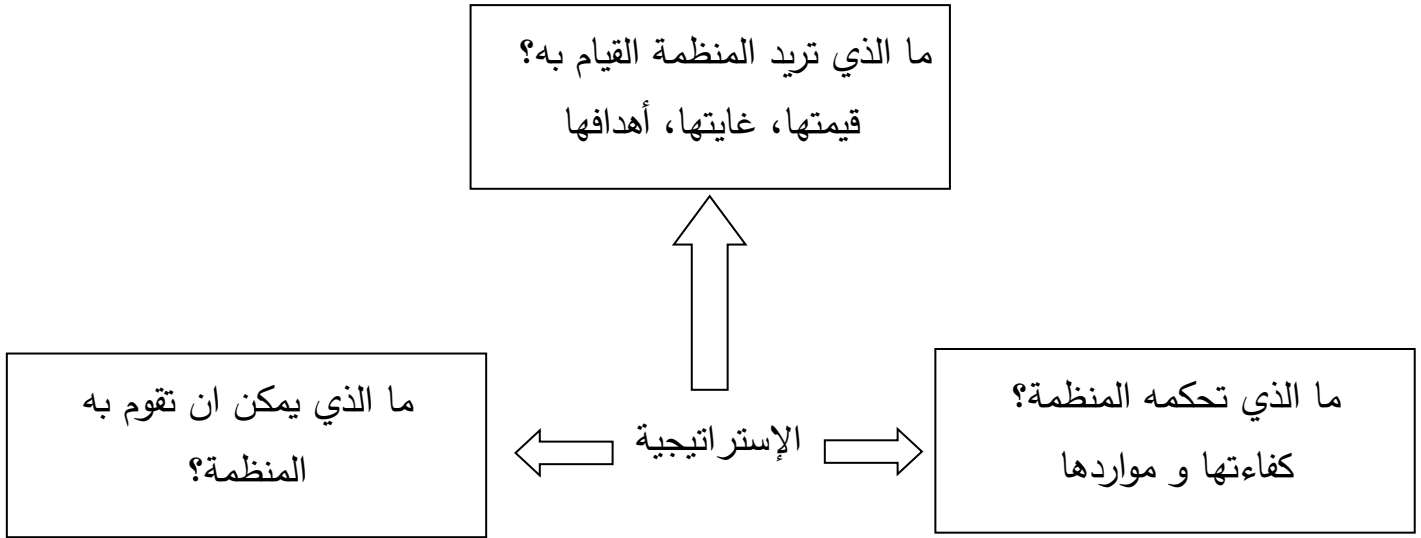 ما الذي تريد المنظمة القيام به؟
قيمتها، غايتها، أهدافها
ما الذي تحكمه المنظمة؟
كفاءتها و مواردها
الإستراتيجية
ما الذي يمكن ان تقوم به
المنظمة؟